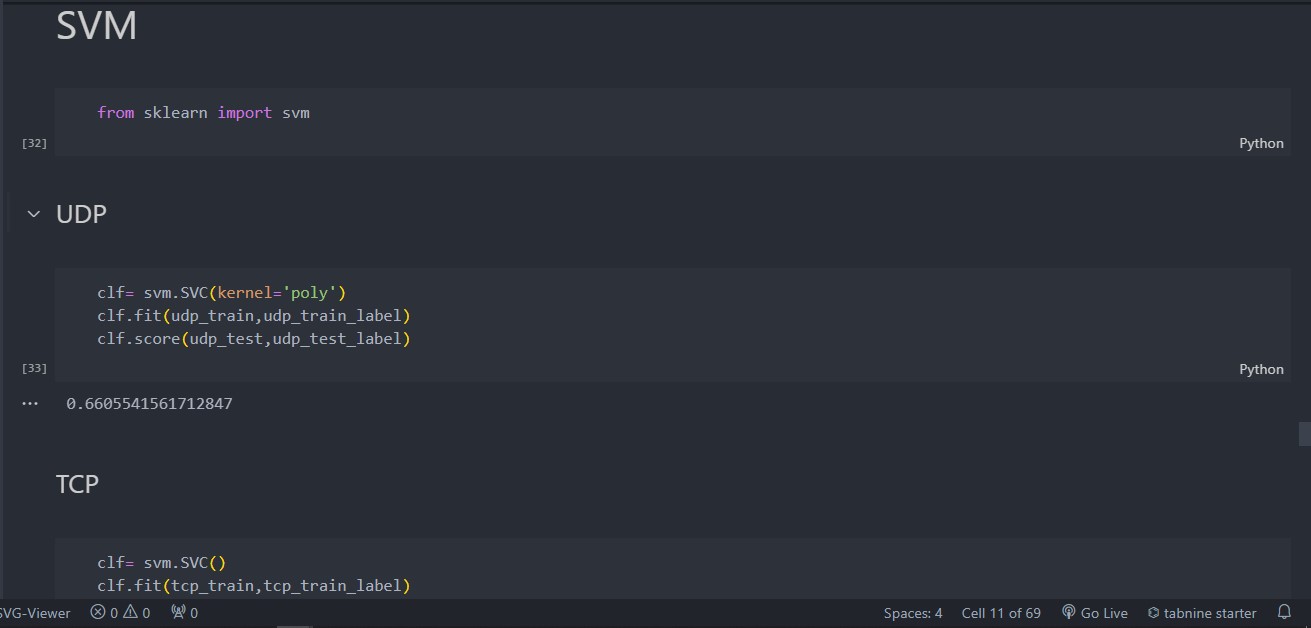 SVM
from sklearn import svm
[32]
Python
UDP
clf= svm.SVC(kernel='poly')
clf.fit(udp_train,udp_train_label)
clf.score(udp_test,udp_test_label)
[33]
Python
... 0.6605541561712847
TCP
clf= svm.SVC()
clf.fit(tcp_train,tcp_train_label)
SVG-Viewer 0 0 0 Spaces: 4 Cell 11 of 69 Go Live tabnine starter